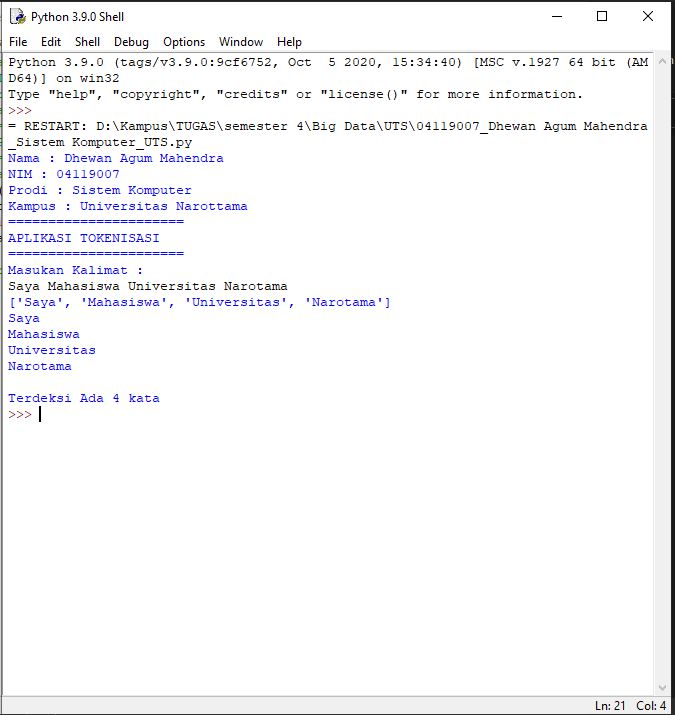 Python 3.9.0 Shell
File Edit Shell Debug Options Window Help
Python 3.9.0 (tags/v3.9.0:9cf6752, Oct  5 2020, 15:34:40) [MSC v.1927 64 bit (AM
D64)] on win32
Type "help", "copyright", "credits" or "license()" for more information.
>>>
= RESTART: D:\Kampus\TUGAS\semester 4\Big Data\UTS\04119007_Dhewan Agum Mahendra
_Sistem Komputer_UTS.py
Nama : Dhewan Agum Mahendra
NIM : 04119007
Prodi : Sistem Komputer
Kampus : Universitas Narottama
======================
APLIKASI TOKENISASI
======================
Masukan Kalimat :
Saya Mahasiswa Universitas Narotama
['Saya', 'Mahasiswa', 'Universitas', 'Narotama']
Saya
Mahasiswa
Universitas
Narotama
Terdeksi Ada 4 kata
>>>
Ln: 21 Col: 4